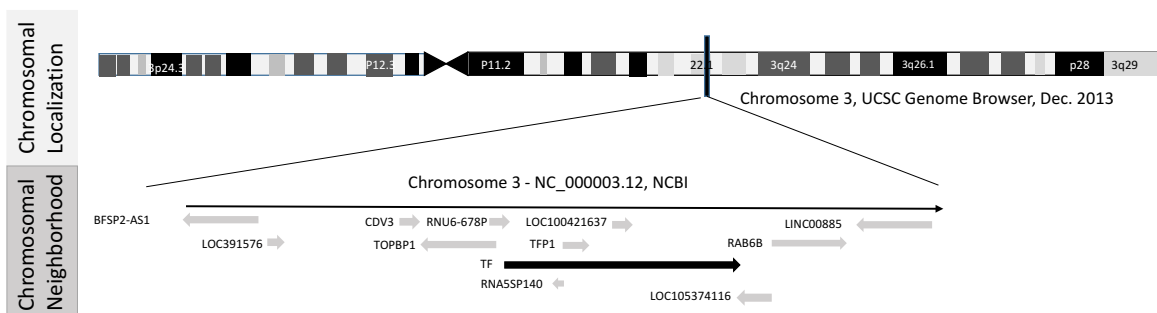 Chromosomal
Localization
3p24.3 P12.3 P11.2 22.1 3q24 3q26.1 p28 3q29
Chromosome 3, UCSC Genome Browser, Dec. 2013
Chromosomal
Neighborhood
Chromosome 3 - NC_000003.12, NCBI
BFSP2-AS1 CDV3 RNU6-678P LOC100421637 LINC00885
LOC391576 TOPBP1 TFP1 RAB6B
TF
RNA5SP140
LOC105374116